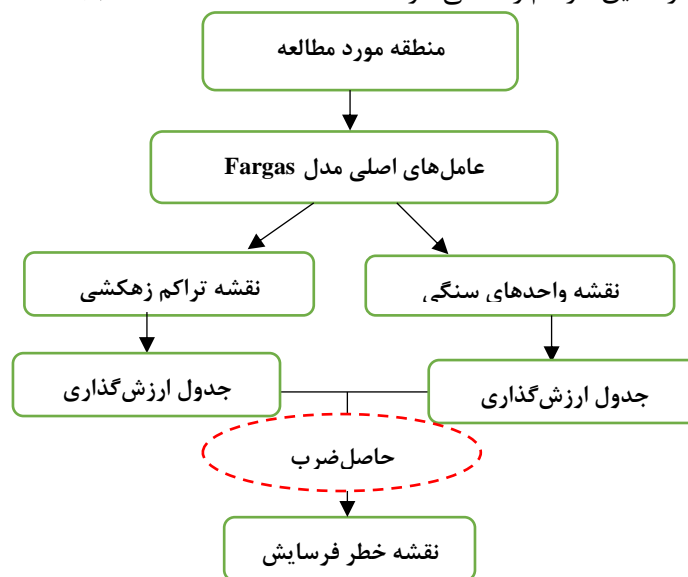 منطقه مورد مطالعه
عامل‌های اصلی مدل Fargas
نقشه تراکم زهکشی
نقشه واحدهای سنگی
جدول ارزش‌گذاری
جدول ارزش‌گذاری
حاصل‌ضرب
نقشه خطر فرسایش